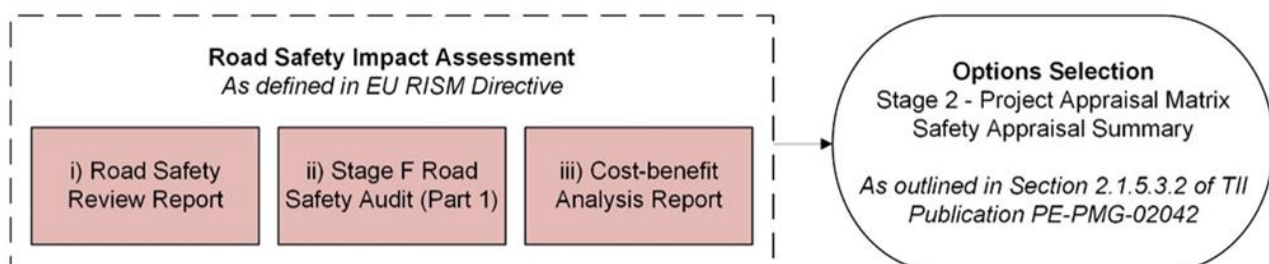 Road Safety Impact Assessment
As defined in EU RISM Directive
i) Road Safety
Review Report
ii) Stage F Road
Safety Audit (Part 1)
iii) Cost-benefit
Analysis Report
Options Selection
Stage 2 - Project Appraisal Matrix
Safety Appraisal Summary
As outlined in Section 2.1.5.3.2 of TII
Publication PE-PMG-02042